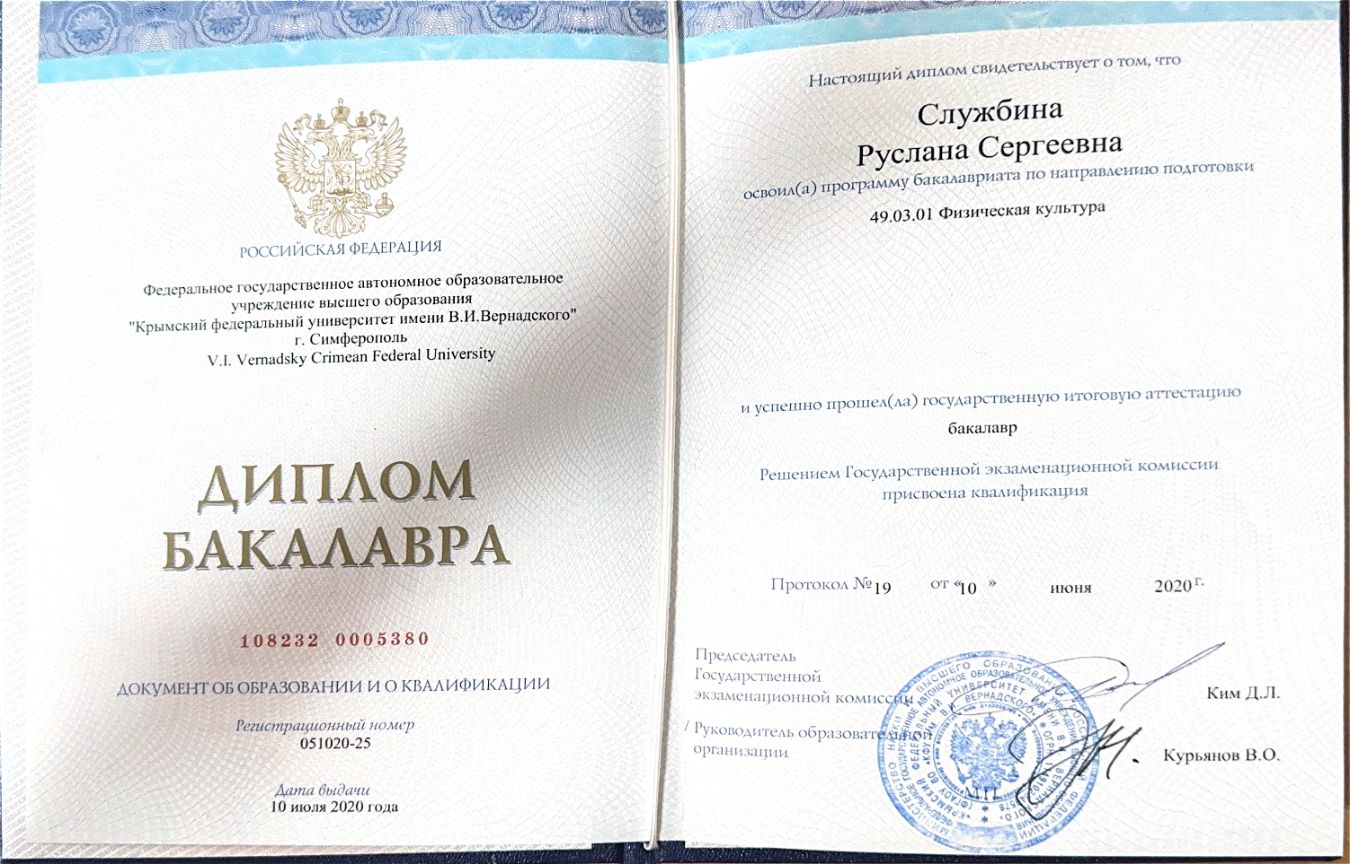 РОССИЙСКАЯ ФЕДЕРАЦИЯ
Федеральное государственное автономное образовательное
учреждение высшего образования
"Крымский федеральный университет имени В.И.Вернадского"
г. Симферополь
V.I. Vernadsky Crimean Federal University
ДИПЛОМ
БАКАЛАВРА
108232 0005380
ДОКУМЕНТ ОБ ОБРАЗОВАНИИ И О КВАЛИФИКАЦИИ
Регистрационный номер
051020-25
Дата выдачи
10 июля 2020 года
Настоящий диплом свидетельствует о том, что
Службина
Руслана Сергеевна
освоил(а) программу бакалавриата по направлению подготовки
49.03.01 Физическая культура
и успешно прошел(ла) государственную итоговую аттестацию
бакалавр
Решением Государственной экзаменационной комиссии
присвоена квалификация
Протокол № 19 от «10 » июня 2020 г.
Председатель
Государственной
экзаменационной комиссии
Ким Д.Л.
/ Руководитель образовательной
организации
Курьянов В.О.
МП